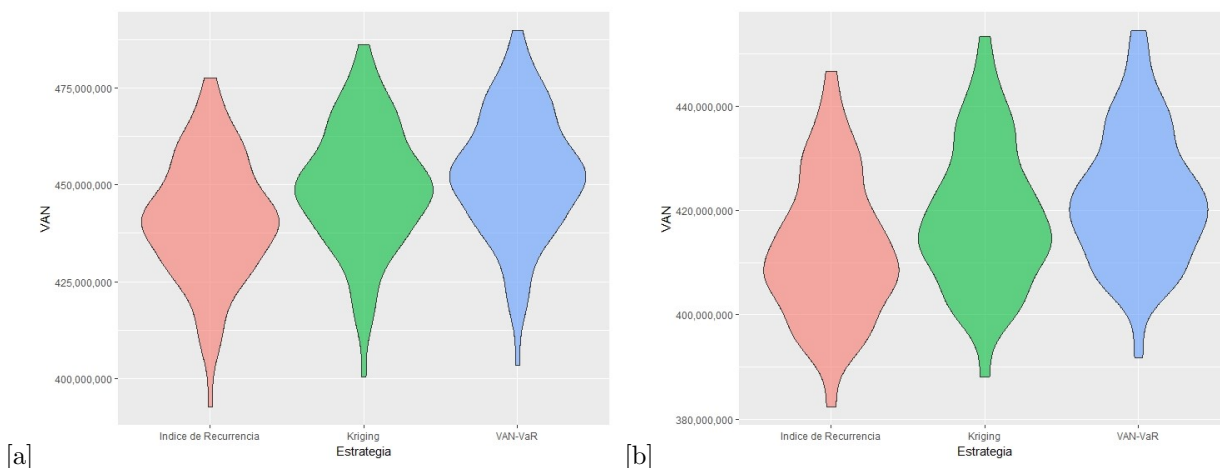 475,000,000
450,000,000
425,000,000
400,000,000
VAN
Indice de Recurrencia Kriging VAN-VaR
Estrategia
[a]
440,000,000
420,000,000
400,000,000
380,000,000
VAN
Indice de Recurrencia Kriging VAN-VaR
Estrategia
[b]